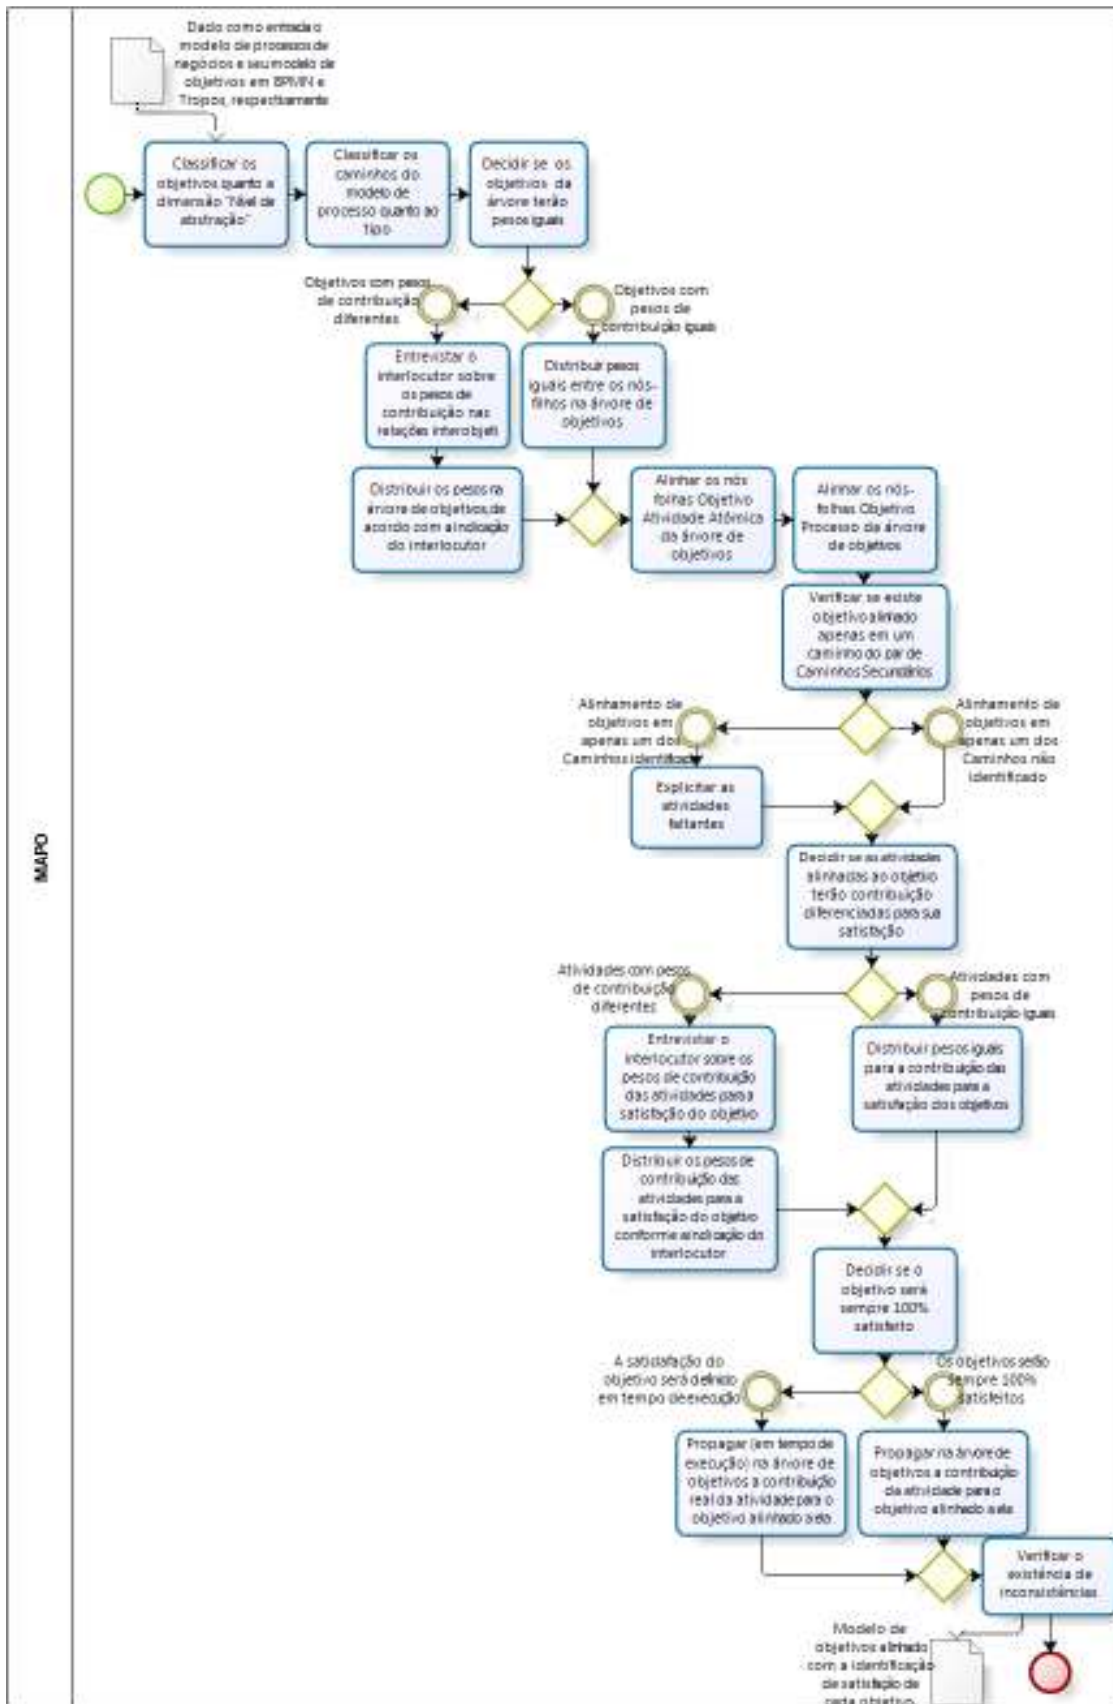 MAPO
Dado como entrada o
modelo de processos de
negócios e seu modelo de
objetivos em BPMN e
Tropos, respectivamente
Classificar os
objetivos quanto a
dimensão "Nível de
abstração"
Classificar os
caminhos do
modelo de
processo quanto ao
tipo
Decidir se os
objetivos da
árvore terão
pesos iguais
Objetivos com pesos
de contribuição
diferentes
Objetivos com
pesos de
contribuição iguais
Entrevistar o
interlocutor sobre
os pesos de
contribuição nas
relações interobjeti
Distribuir pesos
iguais entre os nós-
filhos na árvore de
objetivos
Distribuir os pesos na
árvore de objetivos, de
acordo com a indicação
do interlocutor
Alinhar os nós
folhas Objetivo
Atividade Atômica
da árvore de
objetivos
Alinhar os nós-
folhas Objetivo
Processo da árvore
de objetivos
Verificar se existe
objetivo alinhado
apenas em um
caminho do par de
Caminhos Secundários
Alinhamento de
objetivos em
apenas um dos
Caminhos identificad
Alinhamento de
objetivos em
apenas um dos
Caminhos não
identificado
Explicitar as
atividades
faltantes
Decidir se as atividades
alinhadas ao objetivo
terão contribuição
diferenciadas para sua
satisfação
Atividades com pesos
de contribuição
diferentes
Atividades com
pesos de
contribuição iguais
Entrevistar o
interlocutor sobre os
pesos de contribuição
das atividades para a
satisfação do objetivo
Distribuir pesos iguais
para a contribuição das
atividades para a
satisfação dos objetivos
Distribuir os pesos de
contribuição das
atividades para a
satisfação do objetivo
conforme a indicação do
interlocutor
Decidir se o
objetivo será
sempre 100%
satisfeito
A satisfafação do
objetivo será definido
em tempo de execução
Os objetivos serão
sempre 100%
satisfeitos
Propagar (em tempo de
execução) na árvore de
objetivos a contribuição
real da atividade para o
objetivo alinhado a ela
Propagar na árvore de
objetivos a contribuição
da atividade para o
objetivo alinhado a ela
Verificar o
existência de
inconsistências
Modelo de
objetivos alinhado
com a identificação
de satisfação de
cada objetivo